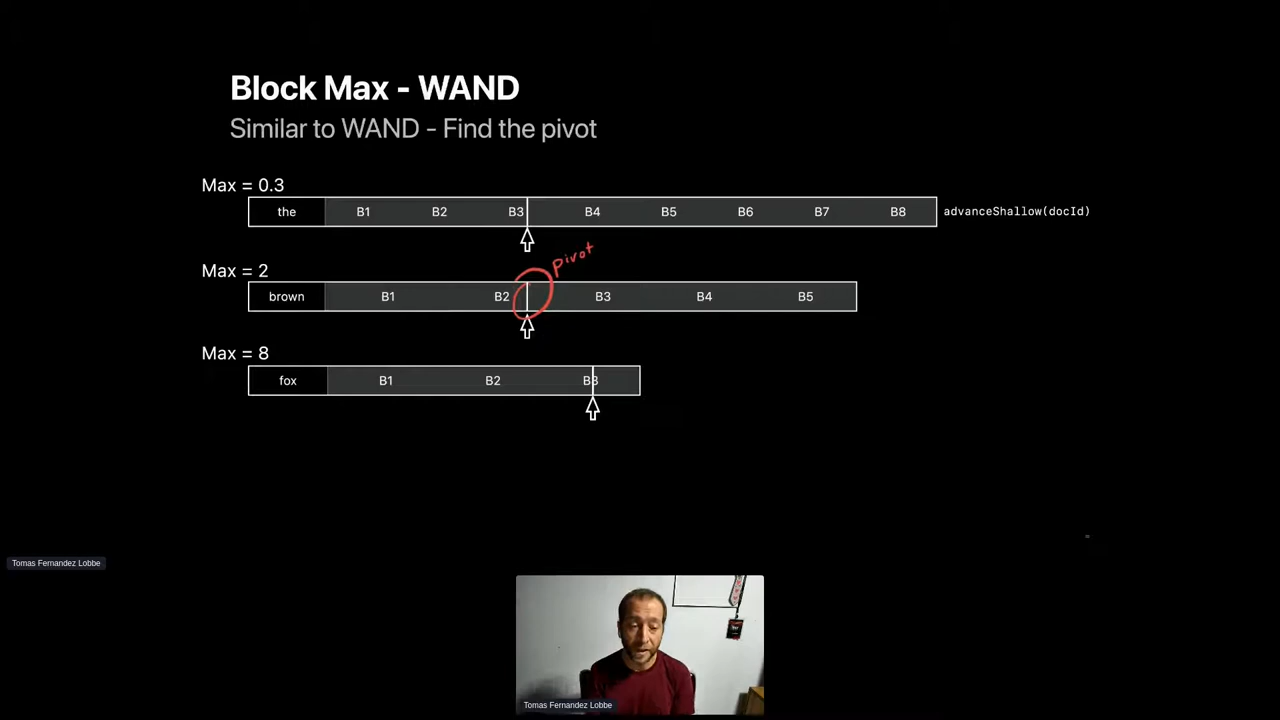 Block Max - WAND
Similar to WAND - Find the pivot
Max = 0.3
the B1 B2 B3 B4 B5 B6 B7 B8 advanceShallow(docId)
pivot
Max = 2
brown B1 B2 B3 B4 B5
Max = 8
fox B1 B2 B3
Tomas Fernandez Lobbe
Tomas Fernandez Lobbe